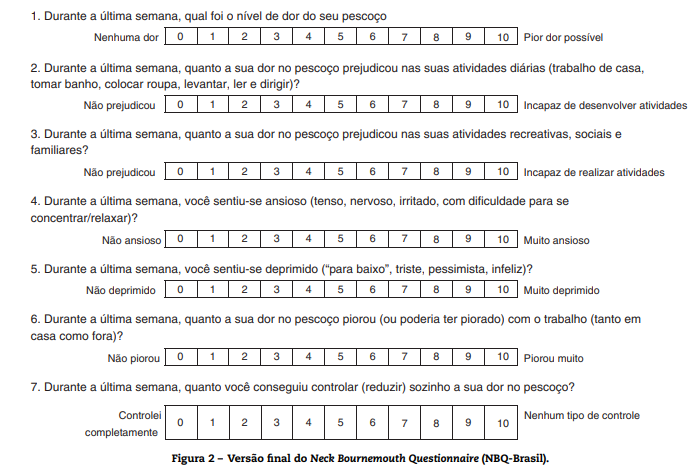 1. Durante a última semana, qual foi o nível de dor do seu pescoço
Nenhuma dor 0 1 2 3 4 5 6 7 8 9 10 Pior dor possível
2. Durante a última semana, quanto a sua dor no pescoço prejudicou nas suas atividades diárias (trabalho de casa,
tomar banho, colocar roupa, levantar, ler e dirigir)?
Não prejudicou 0 1 2 3 4 5 6 7 8 9 10 Incapaz de desenvolver atividades
3. Durante a última semana, quanto a sua dor no pescoço prejudicou nas suas atividades recreativas, sociais e
familiares?
Não prejudicou 0 1 2 3 4 5 6 7 8 9 10 Incapaz de realizar atividades
4. Durante a última semana, você sentiu-se ansioso (tenso, nervoso, irritado, com dificuldade para se
concentrar/relaxar)?
Não ansioso 0 1 2 3 4 5 6 7 8 9 10 Muito ansioso
5. Durante a última semana, você sentiu-se deprimido (“para baixo”, triste, pessimista, infeliz)?
Não deprimido 0 1 2 3 4 5 6 7 8 9 10 Muito deprimido
6. Durante a última semana, quanto a sua dor no pescoço piorou (ou poderia ter piorado) com o trabalho (tanto em
casa como fora)?
Não piorou 0 1 2 3 4 5 6 7 8 9 10 Piorou muito
7. Durante a última semana, quanto você conseguiu controlar (reduzir) sozinho a sua dor no pescoço?
Controlei
completamente 0 1 2 3 4 5 6 7 8 9 10 Nenhum tipo de controle
Figura 2 – Versão final do Neck Bournemouth Questionnaire (NBQ-Brasil).